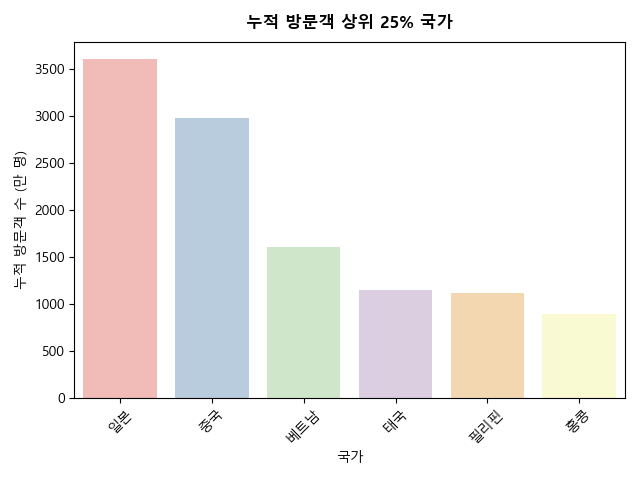 누적 방문객 상위 25% 국가
누적 방문객 수 (만 명)
3500
3000
2500
2000
1500
1000
500
0
일본 중국 베트남 태국 필리핀 홍콩
국가